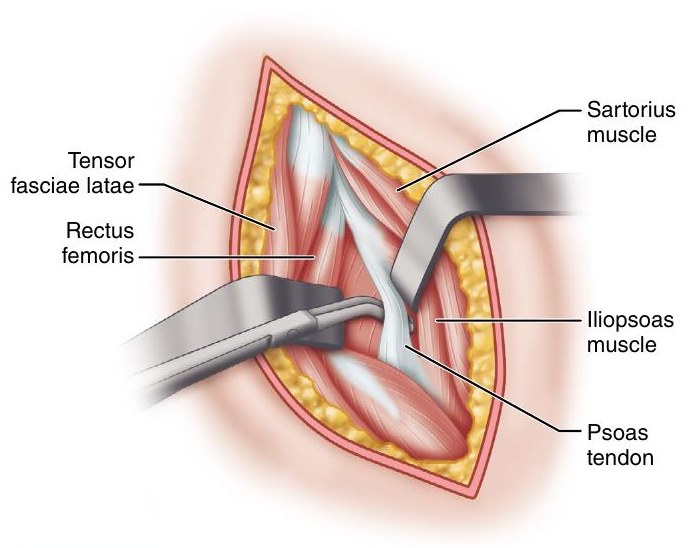 Sartorius
muscle
Tensor
fasciae latae
Rectus
femoris
Iliopsoas
muscle
Psoas
tendon